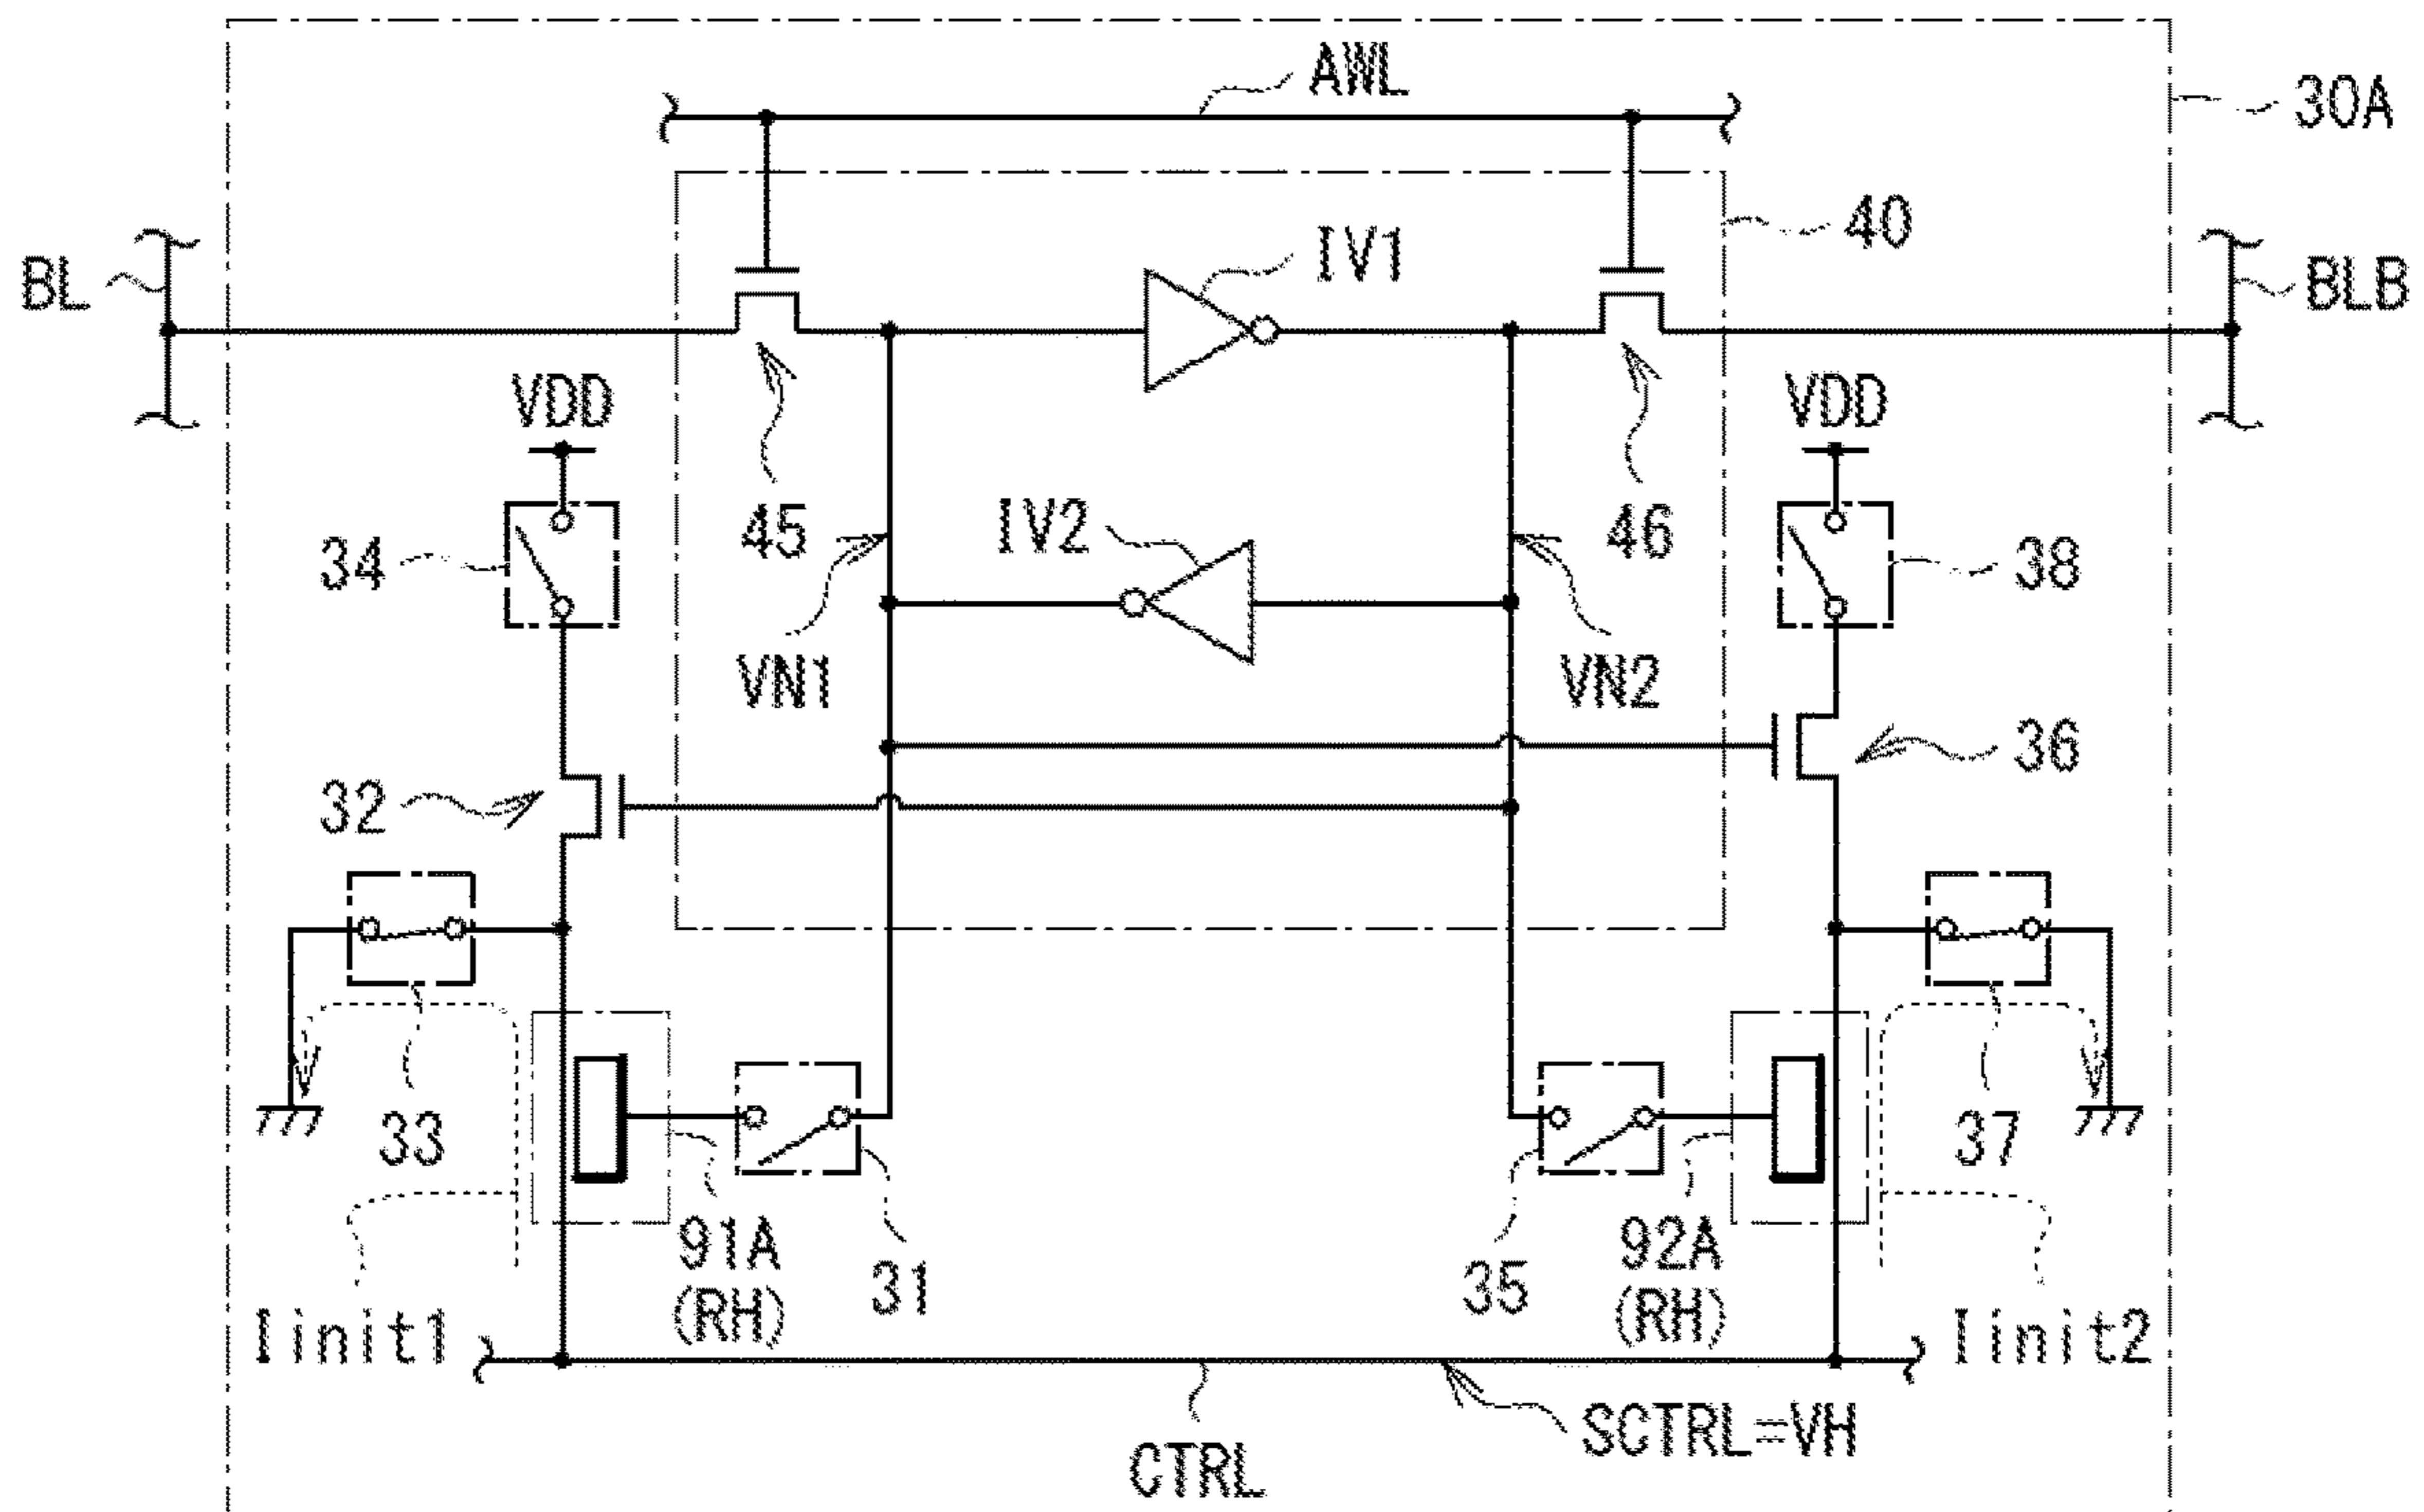 AWL
30A
40
IV1
BL
BLB
VDD
VDD
45
IV2
46
34
38
VN1
VN2
36
32
33
37
91A
(RH)
31
35
92A
(RH)
Iinit1
Iinit2
SCTRL=VH
CTRL